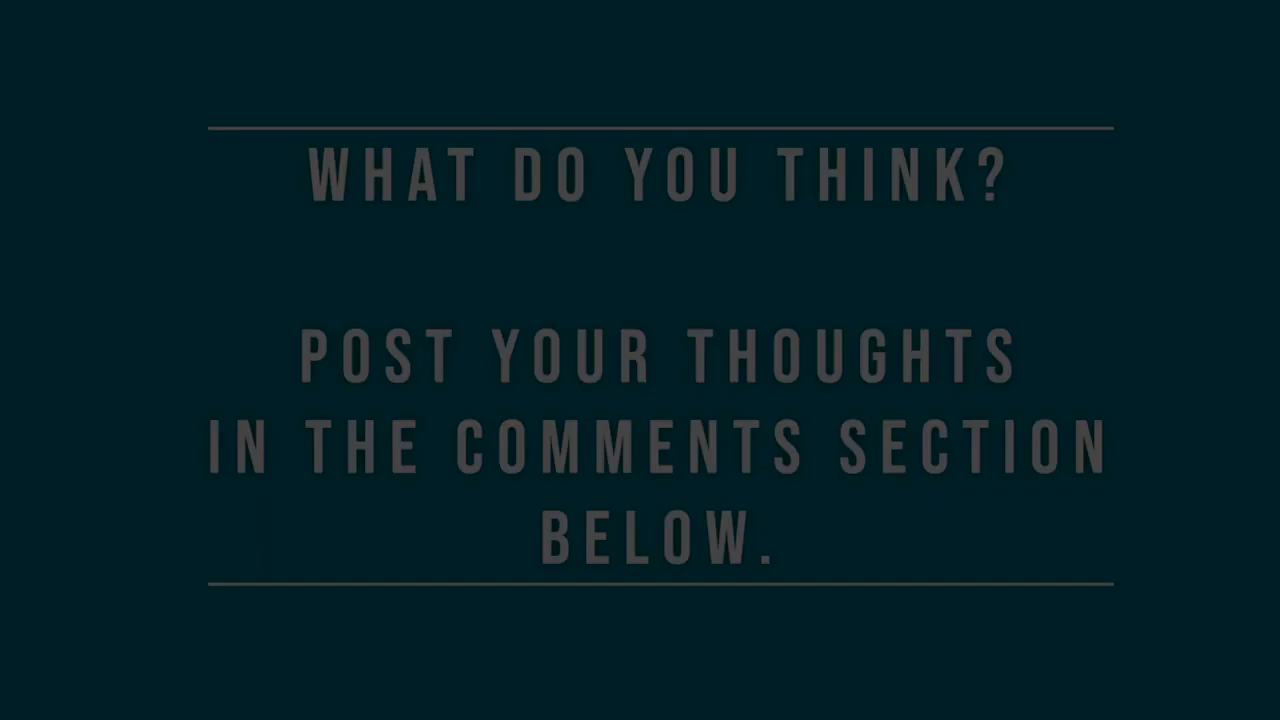 WHAT DO YOU THINK?
POST YOUR THOUGHTS
IN THE COMMENTS SECTION
BELOW.